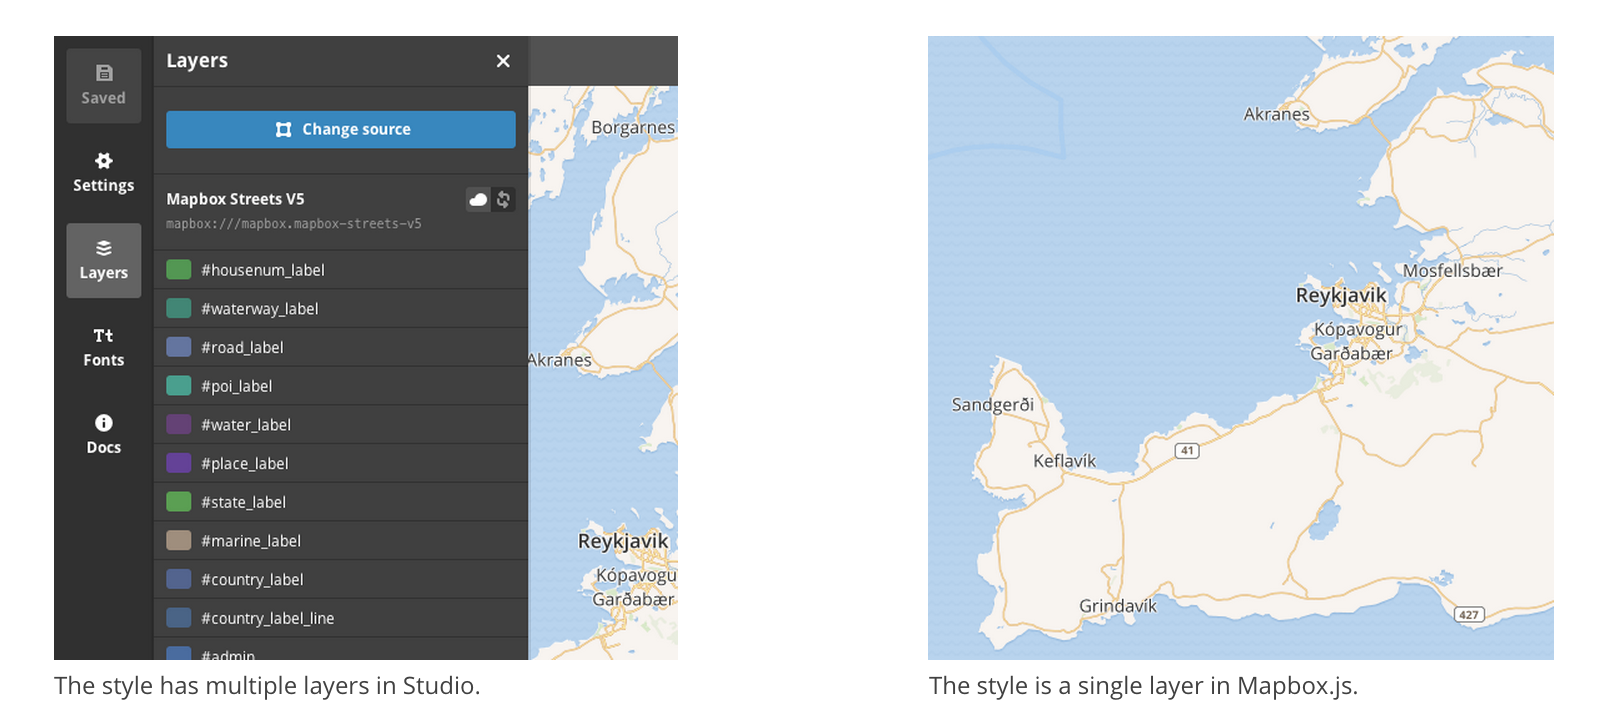 Saved
Settings
Layers
Fonts
Docs
Layers
Change source
Mapbox Streets V5
mapbox:///mapbox.mapbox-streets-v5
#housenum_label
#waterway_label
#road_label
#poi_label
#water_label
#place_label
#state_label
#marine_label
#country_label
#country_label_line
#admin
Borgarnes
Akranes
Reykjavik
Kópavogu
Garðabær
The style has multiple layers in Studio.
Akranes
Mosfellsbær
Reykjavik
Kópavogur
Garðabær
Sandgerði
41
Keflavík
Grindavík
427
The style is a single layer in Mapbox.js.